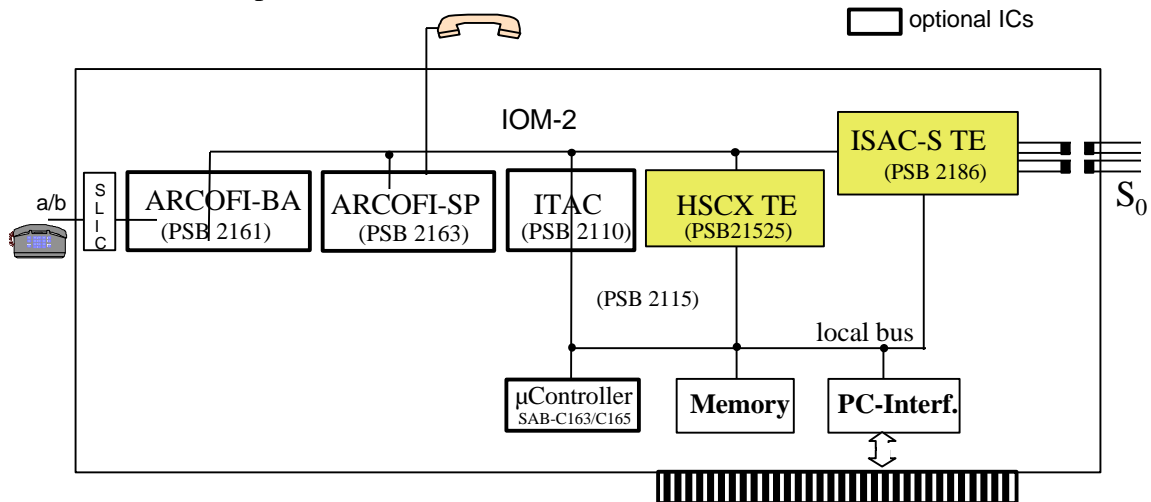 optional ICs
IOM-2
ISAC-S TE
(PSB 2186)
S0
a/b
SLIC
ARCOFI-BA
(PSB 2161)
ARCOFI-SP
(PSB 2163)
ITAC
(PSB 2110)
HSCX TE
(PSB21525)
(PSB 2115)
local bus
µController
SAB-C163/C165
Memory
PC-Interf.